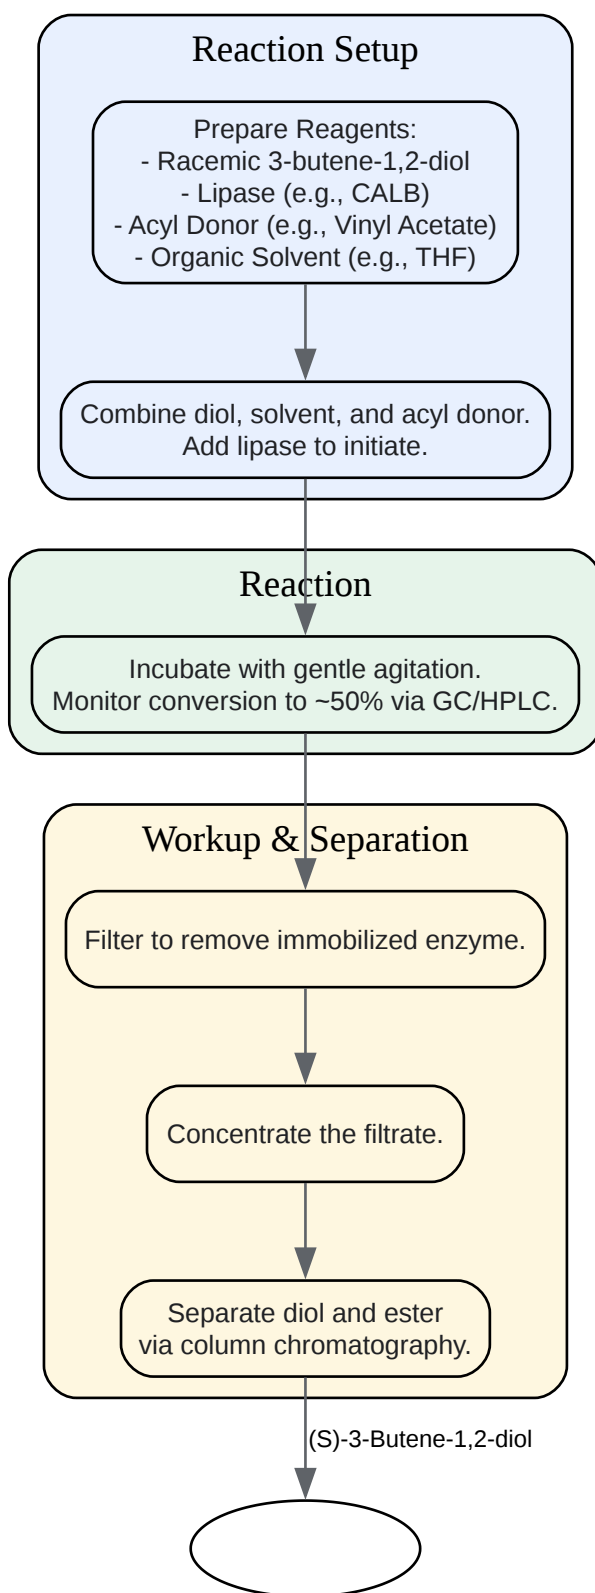 Reaction Setup
Prepare Reagents:
- Racemic 3-butene-1,2-diol
- Lipase (e.g., CALB)
- Acyl Donor (e.g., Vinyl Acetate)
- Organic Solvent (e.g., THF)
Combine diol, solvent, and acyl donor.
Add lipase to initiate.
Reaction
Incubate with gentle agitation.
Monitor conversion to ~50% via GC/HPLC.
Workup & Separation
Filter to remove immobilized enzyme.
Concentrate the filtrate.
Separate diol and ester
via column chromatography.
(S)-3-Butene-1,2-diol